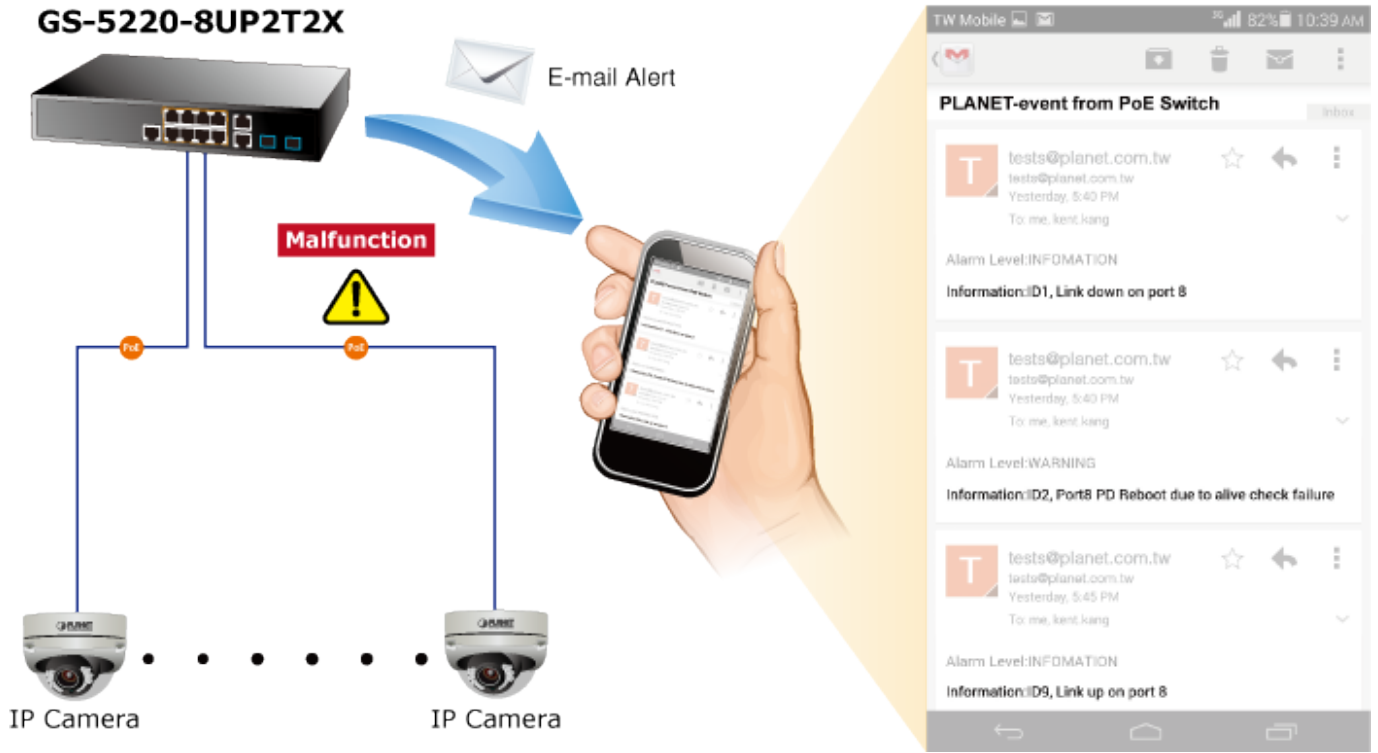 GS-5220-8UP2T2X
E-mail Alert
Malfunction
PoE
PoE
PLANET
PLANET
IP Camera
IP Camera
TW Mobile
3G 82% 10:39 AM
PLANET-event from PoE Switch
Inbox
T
tests@planet.com.tw
tests@planet.com.tw
Yesterday, 5:40 PM
To: me, kent.kang
Alarm Level:INFOMATION
Information:ID1, Link down on port 8
T
tests@planet.com.tw
tests@planet.com.tw
Yesterday, 5:40 PM
To: me, kent.kang
Alarm Level:WARNING
Information:ID2, Port8 PD Reboot due to alive check failure
T
tests@planet.com.tw
tests@planet.com.tw
Yesterday, 5:45 PM
To: me, kent.kang
Alarm Level:INFOMATION
Information:ID9, Link up on port 8